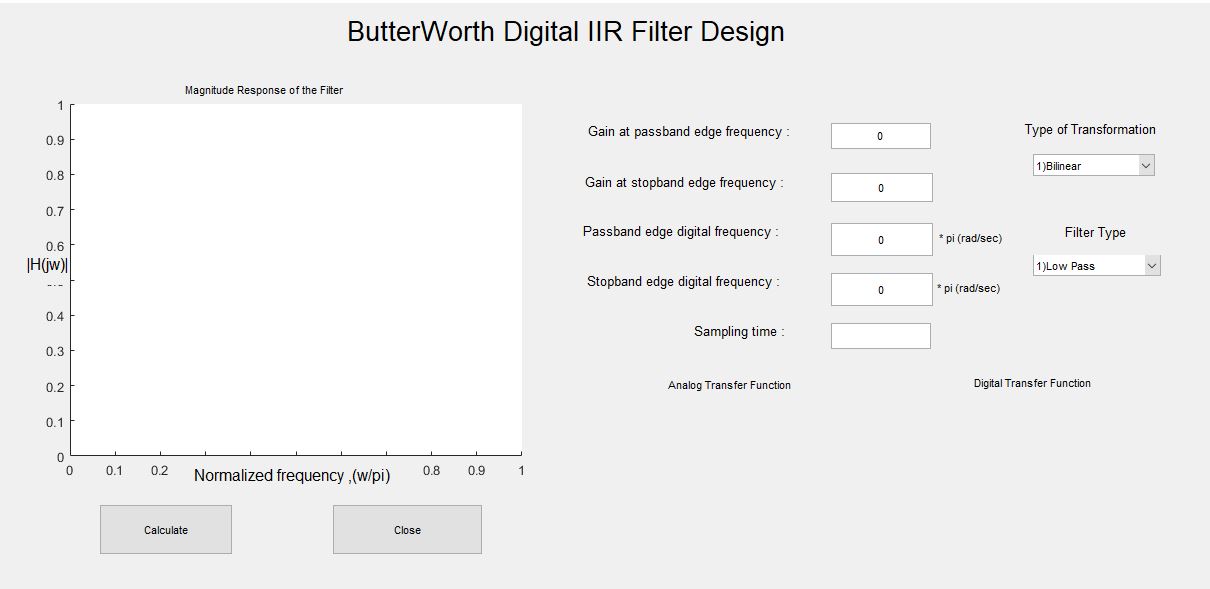 ButterWorth Digital IIR Filter Design
Magnitude Response of the Filter
1
0.9
0.8
0.7
0.6
|H(jw)|
0.4
0.3
0.2
0.1
0
0 0.1 0.2 0.8 0.9 1
Normalized frequency ,(w/pi)
Calculate
Close
Gain at passband edge frequency : 0
Gain at stopband edge frequency : 0
Passband edge digital frequency : 0 * pi (rad/sec)
Stopband edge digital frequency : 0 * pi (rad/sec)
Sampling time :
Type of Transformation
1)Bilinear
Filter Type
1)Low Pass
Analog Transfer Function
Digital Transfer Function